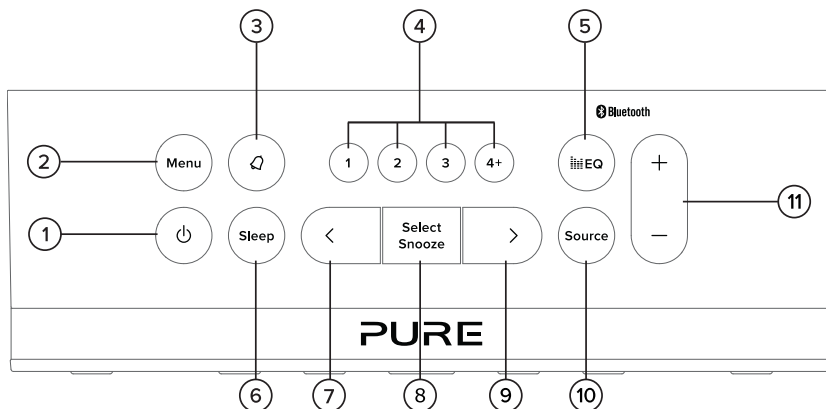 3 4 5
Bluetooth
2 Menu 1 2 3 4+ EQ +
11
1 Sleep < Select > Source −
Snooze
PURE
6 7 8 9 10